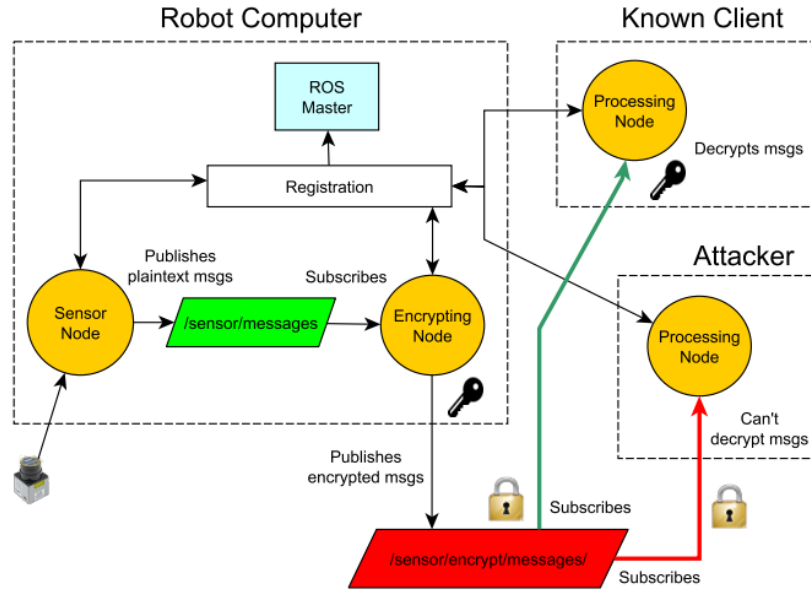 Robot Computer
Known Client
ROS
Master
Processing
Node
Decrypts msgs
Registration
Publishes
plaintext msgs
Subscribes
Attacker
Sensor
Node
/sensor/messages
Encrypting
Node
Processing
Node
Can't
decrypt msgs
Publishes
encrypted msgs
Subscribes
/sensor/encrypt/messages/
Subscribes